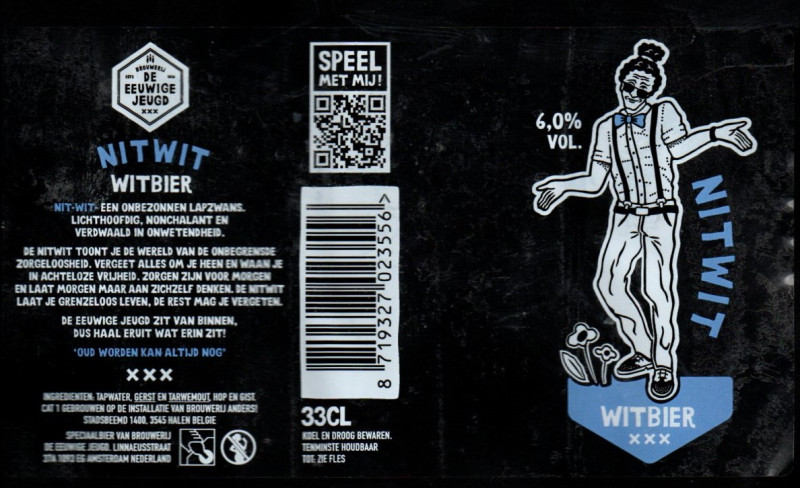 BROUWERIJ
DE
EEUWIGE
JEUGD
XXX
NITWIT
WITBIER
NIT-WIT- EEN ONBEZONNEN LAPZWANS.
LICHTHOOFDIG, NONCHALANT EN
VERDWAALD IN ONWETENDHEID.
DE NITWIT TOONT JE DE WERELD VAN DE ONBEGRENSDE
ZORGELOOSHEID. VERGEET ALLES OM JE HEEN EN WAAN JE
IN ACHTELOZE VRIJHEID. ZORGEN ZIJN VOOR MORGEN
EN LAAT MORGEN MAAR AAN ZICHZELF DENKEN. DE NITWIT
LAAT JE GRENZELOOS LEVEN, DE REST MAG JE VERGETEN.
DE EEUWIGE JEUGD ZIT VAN BINNEN,
DUS HAAL ERUIT WAT ERIN ZIT!
"OUD WORDEN KAN ALTIJD NOG"
XXX
INGREDIENTEN: TAPWATER, GERST EN TARWEMOUT, HOP EN GIST.
CAT 1 GEBROUWEN OP DE INSTALLATIE VAN BROUWERIJ ANDERS!
STADSBEEMD 1400, 3545 HALEN BELGIE
SPECIAALBIER VAN BROUWERIJ
DE EEUWIGE JEUGD, LINNAEUSSTRAAT
37A 1093 EG AMSTERDAM NEDERLAND
SPEEL
MET MIJ!
8 719327 023556>
33CL
KOEL EN DROOG BEWAREN.
TENMINSTE HOUDBAAR
TOT: ZIE FLES
6,0%
VOL.
NITWIT
WITBIER
XXX